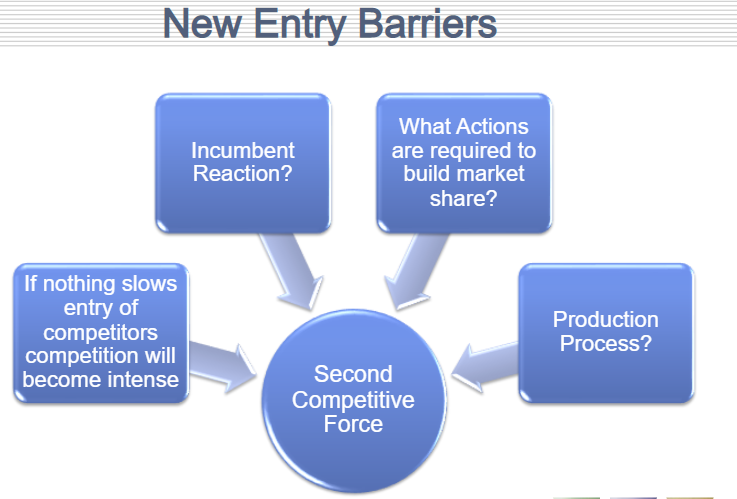 New Entry Barriers
Incumbent
Reaction?
What Actions
are required to
build market
share?
If nothing slows
entry of
competitors
competition will
become intense
Production
Process?
Second
Competitive
Force